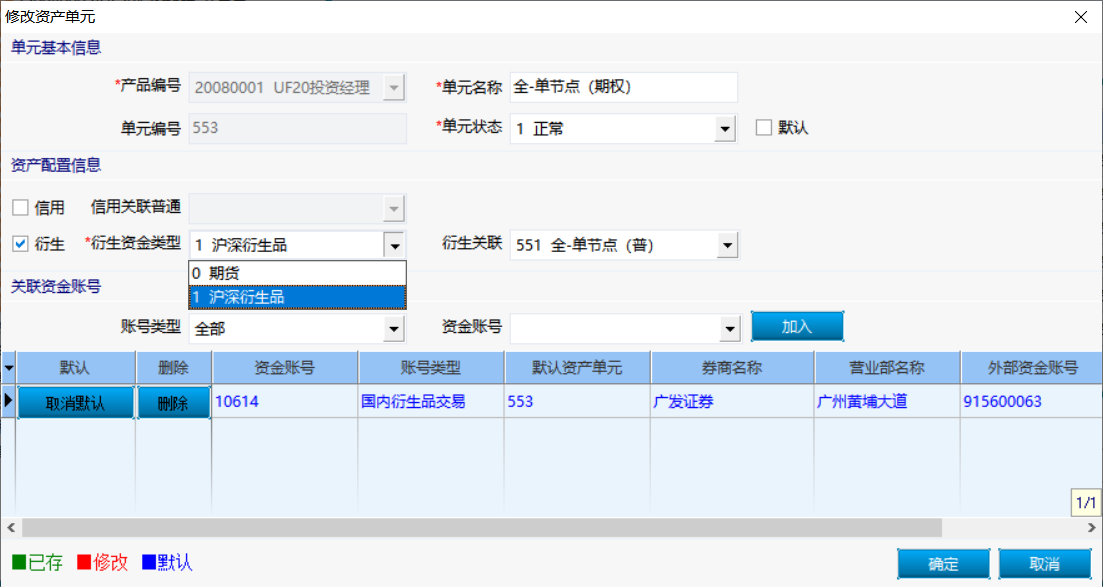 修改资产单元
单元基本信息
*产品编号 20080001 UF20投资经理 *单元名称 全-单节点（期权）
单元编号 553 *单元状态 1 正常 默认
资产配置信息
信用 信用关联普通
衍生 *衍生资金类型 1 沪深衍生品 衍生关联 551 全-单节点（普）
0 期货
关联资金账号
1 沪深衍生品
账号类型 全部 资金账号 加入
默认 删除 资金账号 账号类型 默认资产单元 券商名称 营业部名称 外部资金账号
取消默认 删除 10614 国内衍生品交易 553 广发证券 广州黄埔大道 915600063
1/1
已存 修改 默认 确定 取消